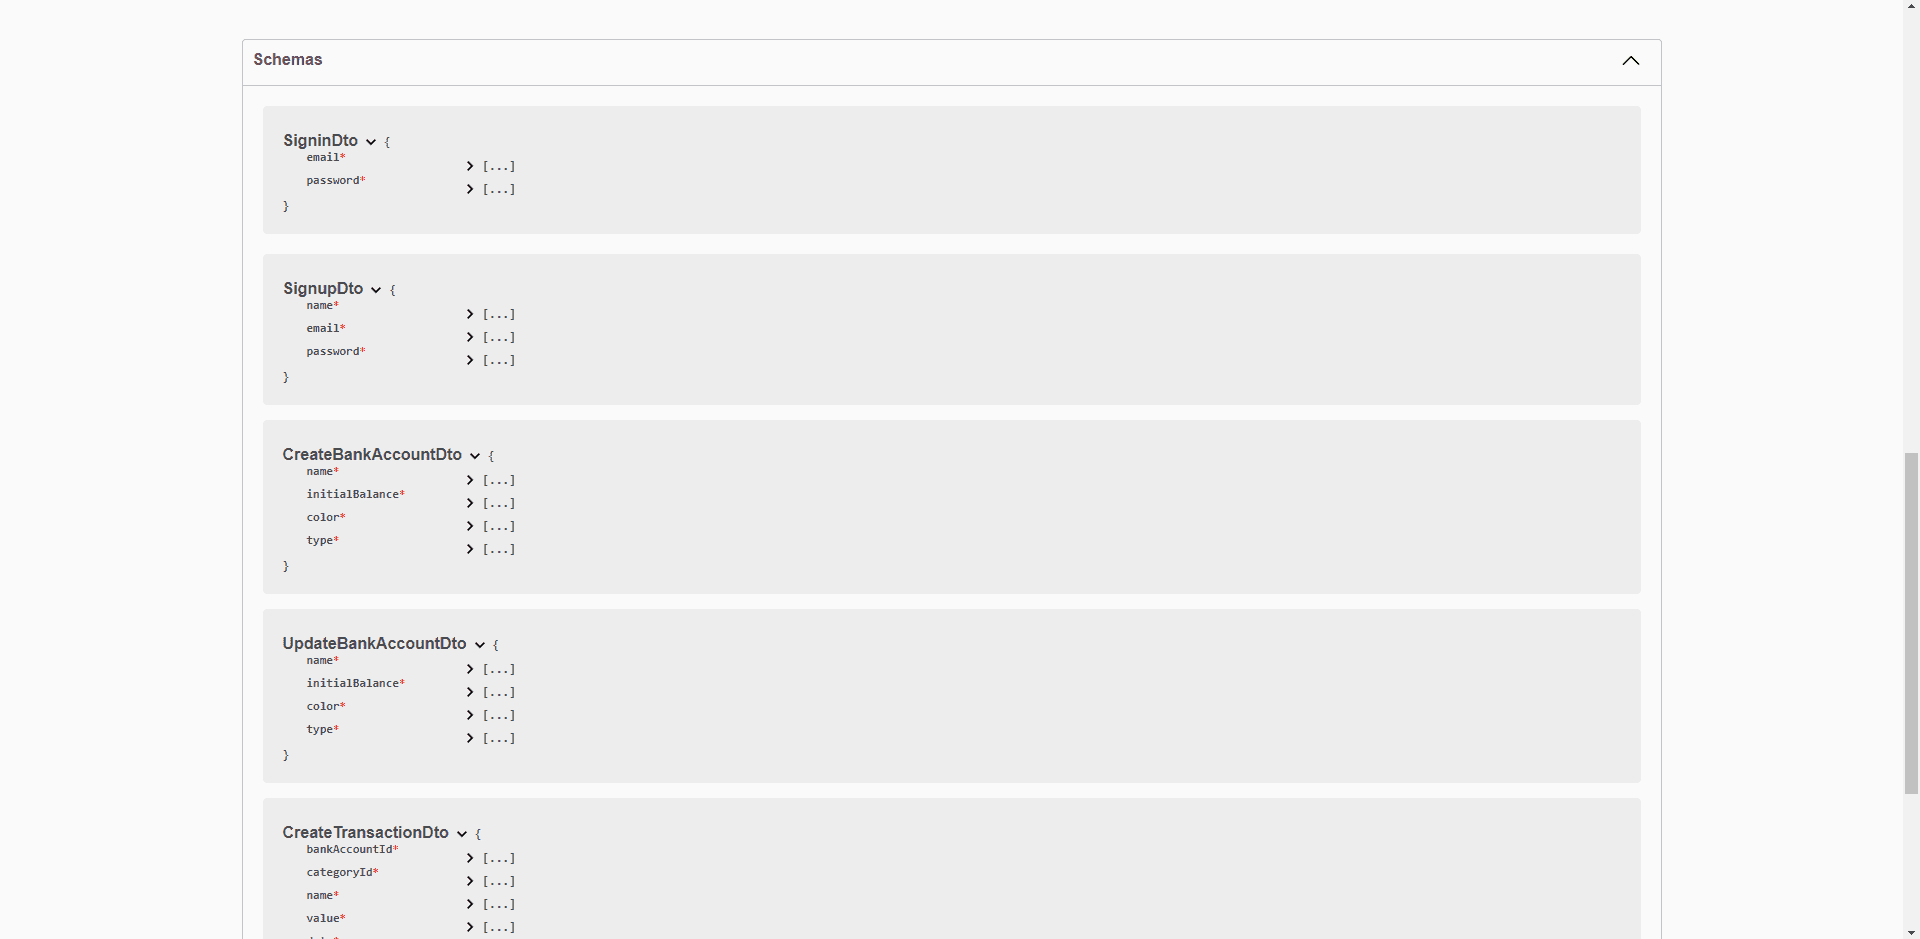 Schemas
SigninDto {
email* [...]
password* [...]
}
SignupDto {
name* [...]
email* [...]
password* [...]
}
CreateBankAccountDto {
name* [...]
initialBalance* [...]
color* [...]
type* [...]
}
UpdateBankAccountDto {
name* [...]
initialBalance* [...]
color* [...]
type* [...]
}
CreateTransactionDto {
bankAccountId* [...]
categoryId* [...]
name* [...]
value* [...]